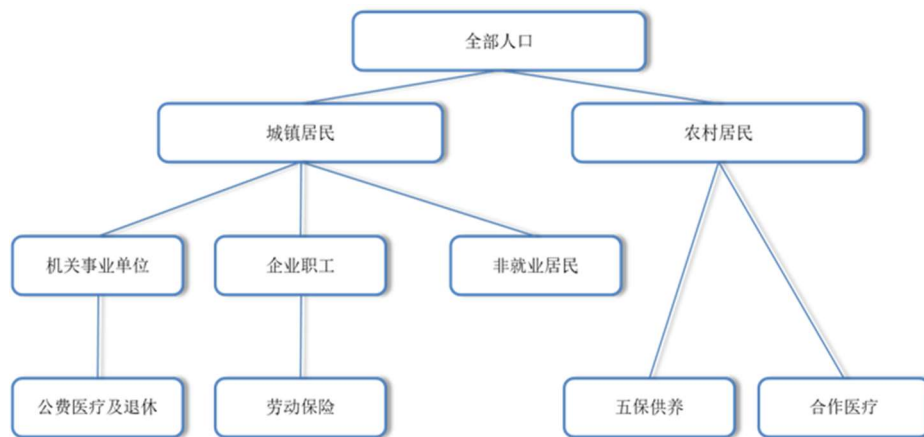 全部人口
城镇居民
农村居民
机关事业单位
企业职工
非就业居民
公费医疗及退休
劳动保险
五保供养
合作医疗